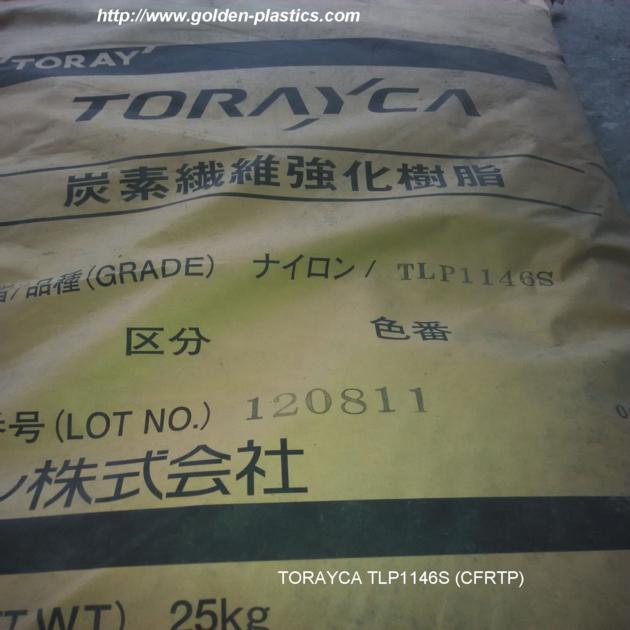 http://www.golden-plastics.com
TORAY
TORAYCA
炭素繊維強化樹脂
/品種(GRADE) ナイロン/ TLP1146S
区分 色番
号(LOT NO.) 120811
株式会社
TORAYCA TLP1146S (CFRTP)
T.WT) 25kg